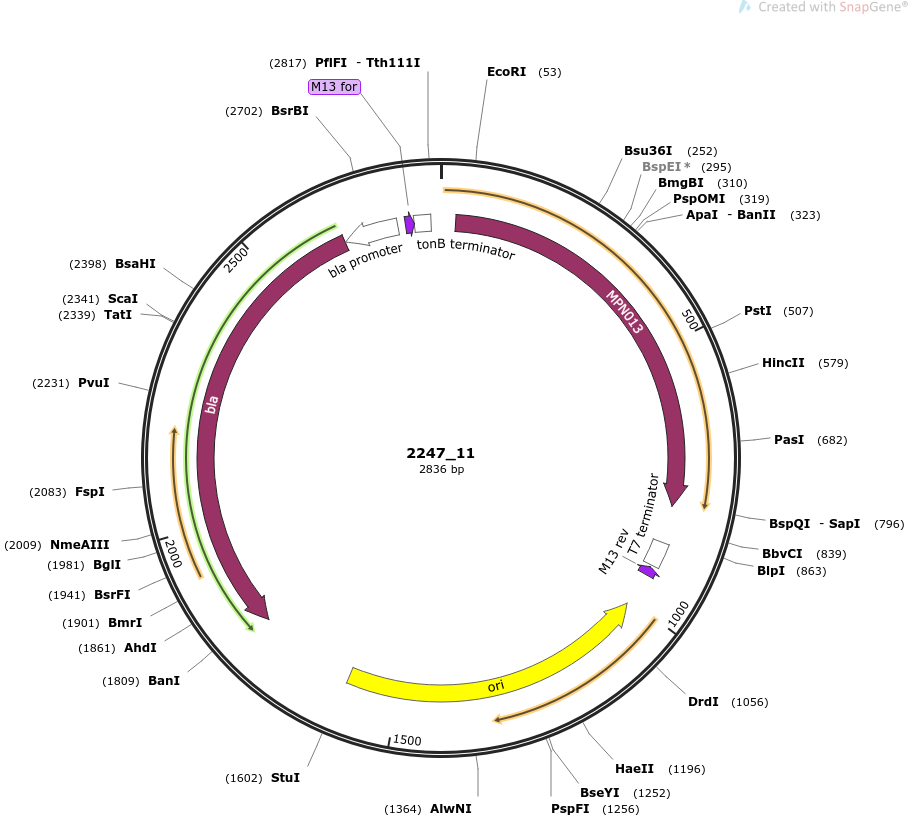 Created with SnapGene®
(2817) PflFI - Tth111I
EcoRI (53)
M13 for
(2702) BsrBI
Bsu36I (252)
BspEI * (295)
BmgBI (310)
PspOMI (319)
ApaI - BanII (323)
bla promoter
tonB terminator
2500
(2398) BsaHI
(2341) ScaI
(2339) TatI
MPN013
500
PstI (507)
HincII (579)
(2231) PvuI
bla
PasI (682)
2247_11
2836 bp
(2083) FspI
T7 terminator
M13 rev
BspQI - SapI (796)
(2009) NmeAIII
2000
BbvCI (839)
(1981) BglI
BlpI (863)
(1941) BsrFI
(1901) BmrI
1000
(1861) AhdI
(1809) BanI
ori
DrdI (1056)
1500
(1602) StuI
HaeII (1196)
BseYI (1252)
(1364) AlwNI
PspFI (1256)